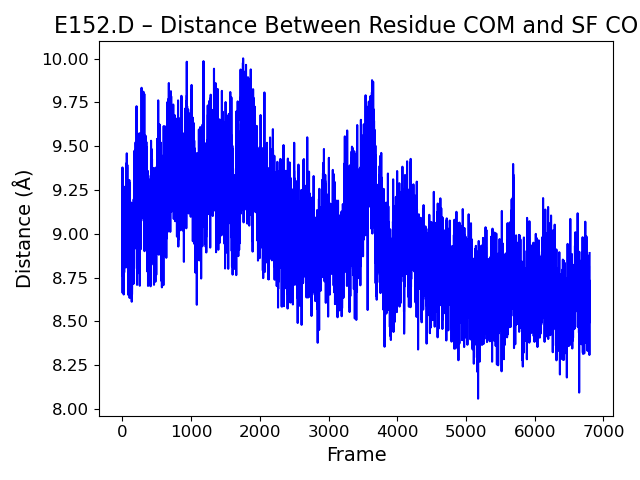 E152.D – Distance Between Residue COM and SF CO
10.00
9.75
9.50
9.25
9.00
8.75
8.50
8.25
8.00
Distance (Å)
0 1000 2000 3000 4000 5000 6000 7000
Frame